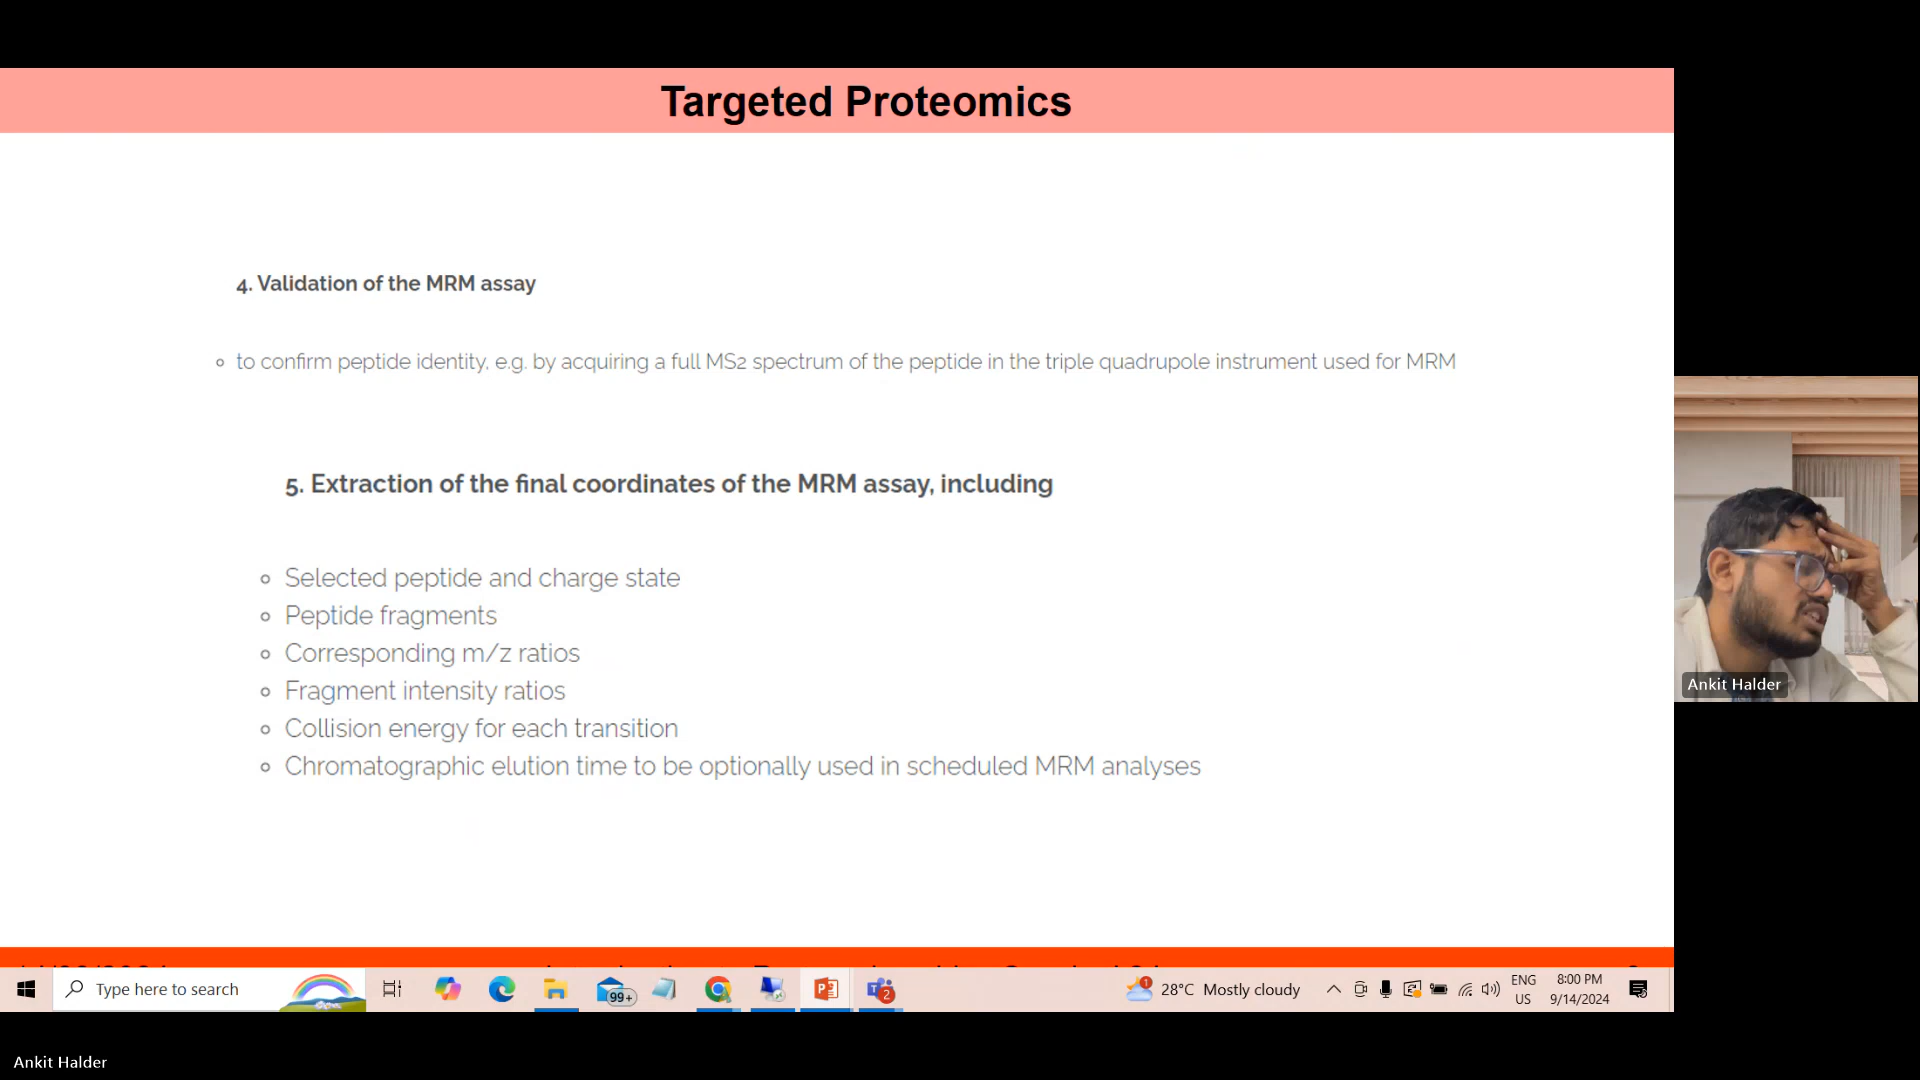 Targeted Proteomics
4. Validation of the MRM assay
to confirm peptide identity, e.g. by acquiring a full MS2 spectrum of the peptide in the triple quadrupole instrument used for MRM
5. Extraction of the final coordinates of the MRM assay, including
Selected peptide and charge state
Peptide fragments
Corresponding m/z ratios
Fragment intensity ratios
Collision energy for each transition
Chromatographic elution time to be optionally used in scheduled MRM analyses
Ankit Halder
Type here to search
99+
2
1
28°C Mostly cloudy
ENG
US
8:00 PM
9/14/2024
Ankit Halder